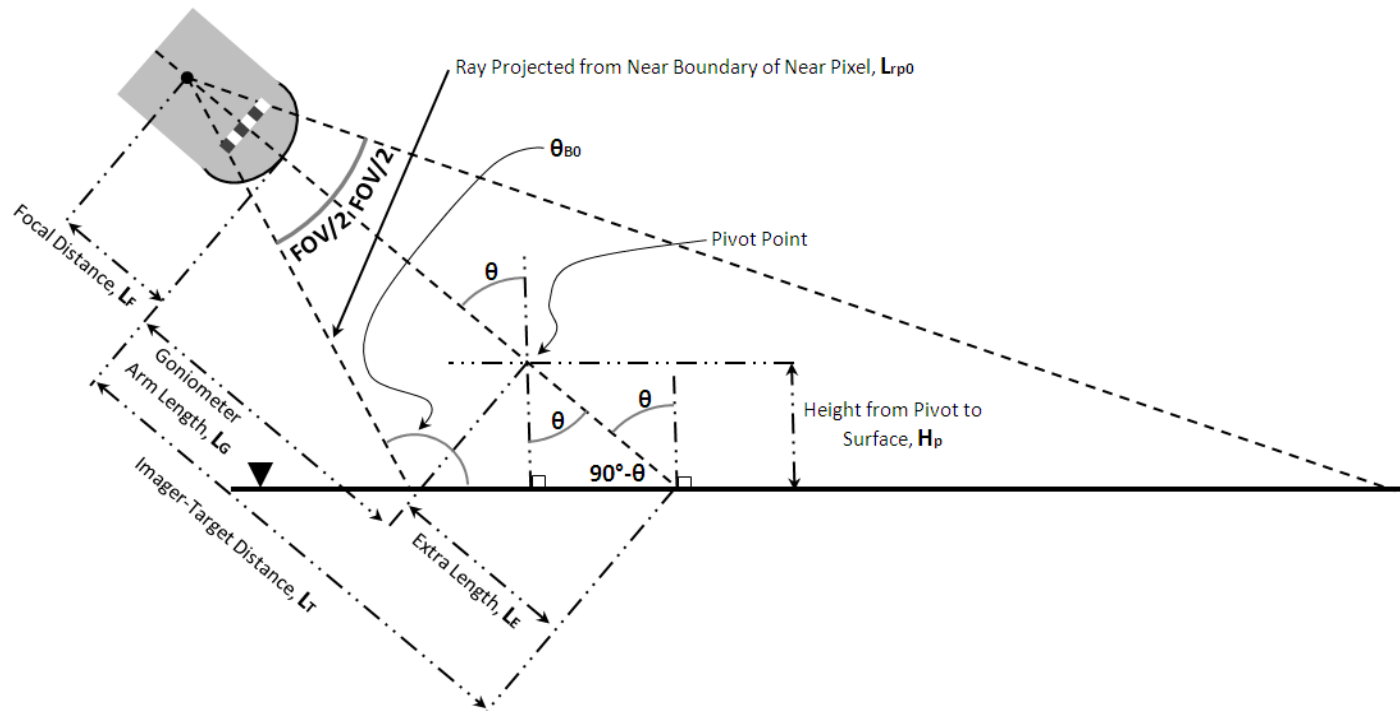 Ray Projected from Near Boundary of Near Pixel, Lrp0
θB0
FOV/2
FOV/2
Pivot Point
Focal Distance, LF
θ
Goniometer
Arm Length, LG
θ
θ
Height from Pivot to
Surface, Hp
90°-θ
Imager-Target Distance, LT
Extra Length, LE